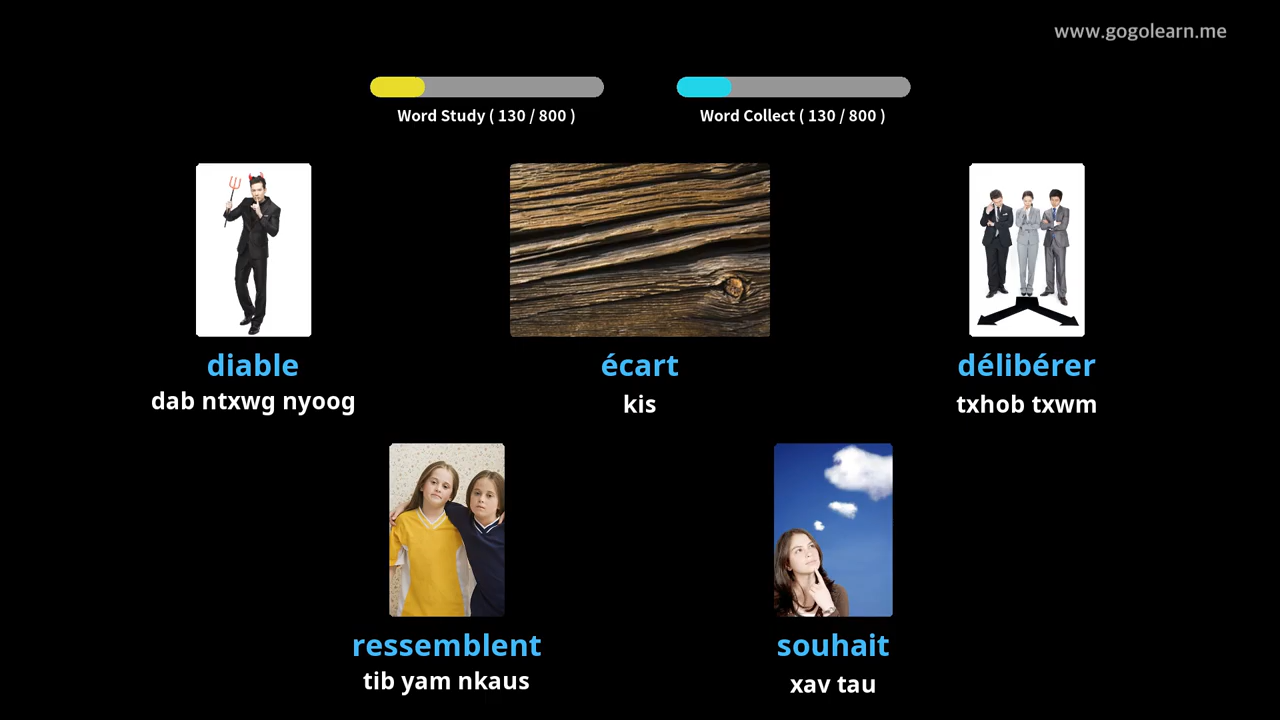 www.gogolearn.me
Word Study ( 130 / 800 )
Word Collect ( 130 / 800 )
diable
dab ntxwg nyoog
écart
kis
délibérer
txhob txwm
ressemblent
tib yam nkaus
souhait
xav tau